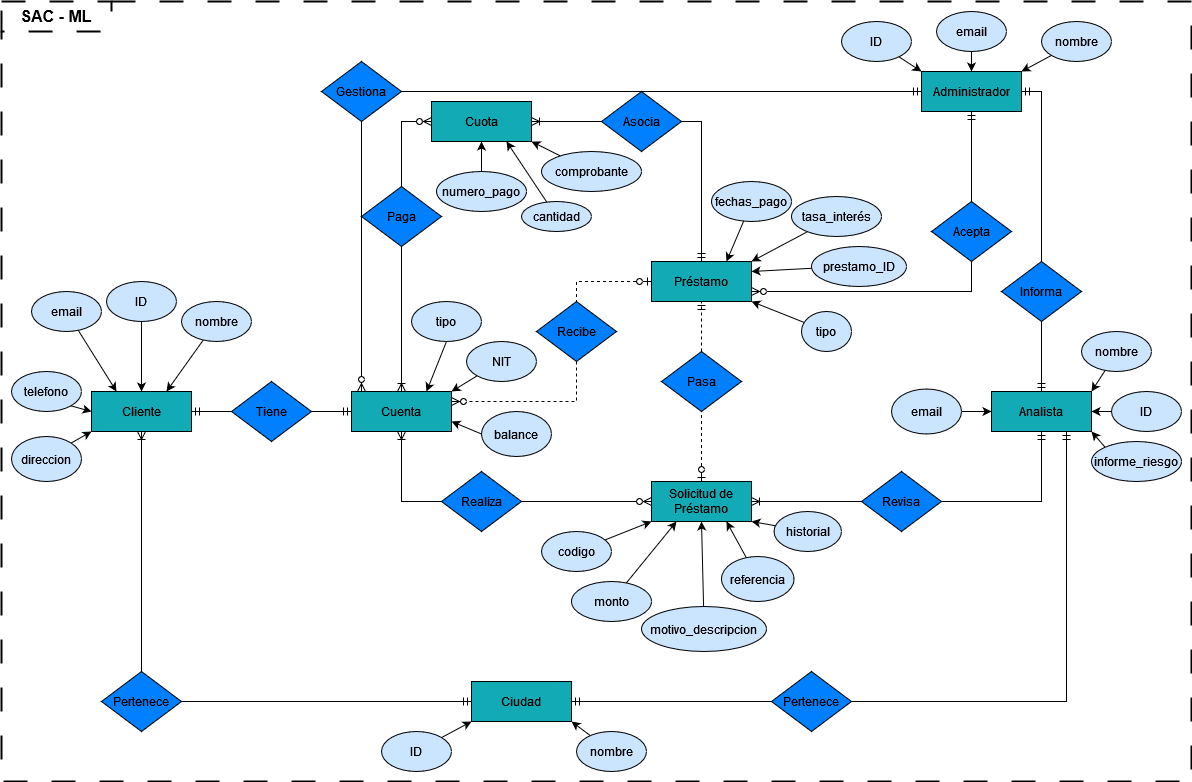 SAC - ML
ID
email
nombre
Gestiona
Administrador
Cuota
Asocia
comprobante
numero_pago
cantidad
Paga
fechas_pago
tasa_interés
Acepta
prestamo_ID
Préstamo
Informa
email
ID
nombre
tipo
Recibe
tipo
nombre
NIT
Pasa
telefono
Cliente
Tiene
Cuenta
email
Analista
ID
balance
direccion
informe_riesgo
Realiza
Solicitud de
Préstamo
Revisa
historial
codigo
referencia
monto
motivo_descripcion
Pertenece
Ciudad
Pertenece
ID
nombre